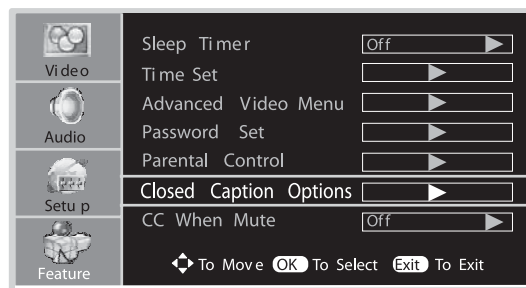 Video
Audio
Setup
Feature
Sleep Timer Off
Time Set
Advanced Video Menu
Password Set
Parental Control
Closed Caption Options
CC When Mute Off
To Move OK To Select Exit To Exit